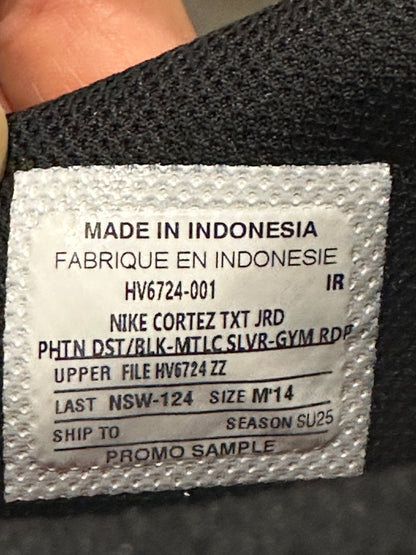 MADE IN INDONESIA
FABRIQUE EN INDONESIE
HV6724-001 IR
NIKE CORTEZ TXT JRD
PHTN DST/BLK-MTLC SLVR-GYM RDP
UPPER FILE HV6724 ZZ
LAST NSW-124 SIZE M'14
SHIP TO SEASON SU25
PROMO SAMPLE